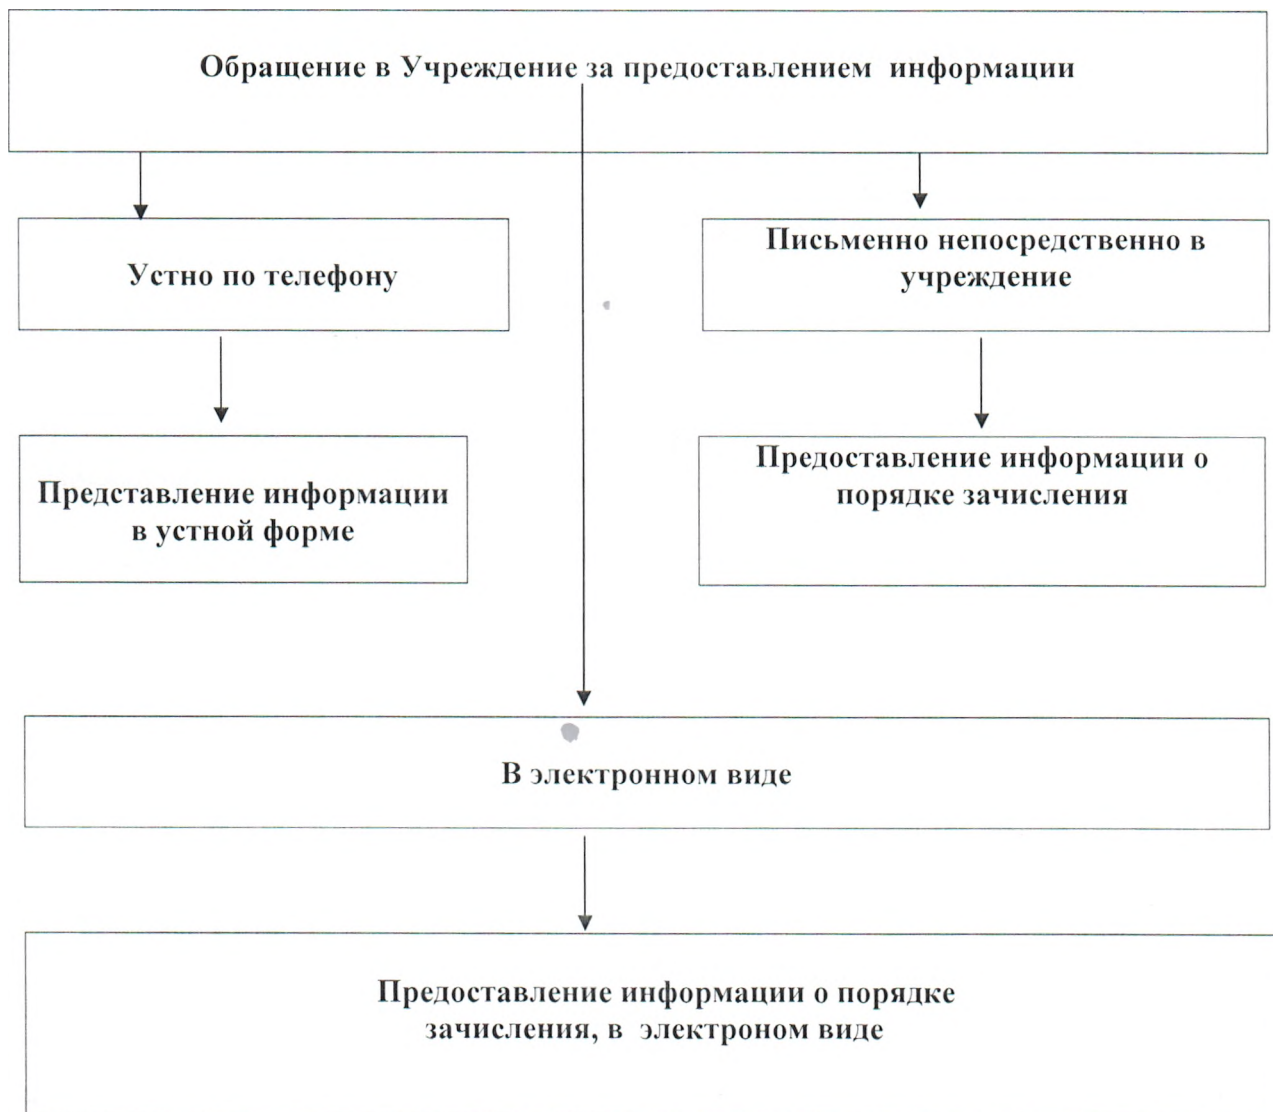 Обращение в Учреждение за предоставлением информации
Устно по телефону
Письменно непосредственно в
учреждение
Представление информации
в устной форме
Предоставление информации о
порядке зачисления
В электронном виде
Предоставление информации о порядке
зачисления, в электроном виде